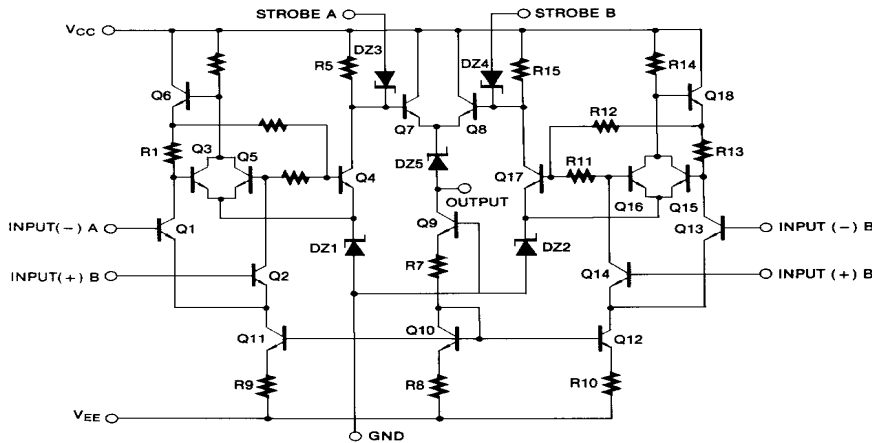 STROBE A
STROBE B
VCC
DZ3
DZ4
R5
R15
R14
Q6
Q18
Q7
Q8
R12
R1
Q3
Q5
Q4
DZ5
Q17
R11
R13
OUTPUT
Q16
Q15
INPUT(-) A
Q1
Q9
Q13
INPUT (-) B
DZ1
DZ2
INPUT(+) B
Q2
R7
Q14
INPUT (+) B
Q11
Q10
Q12
R9
R8
R10
VEE
GND